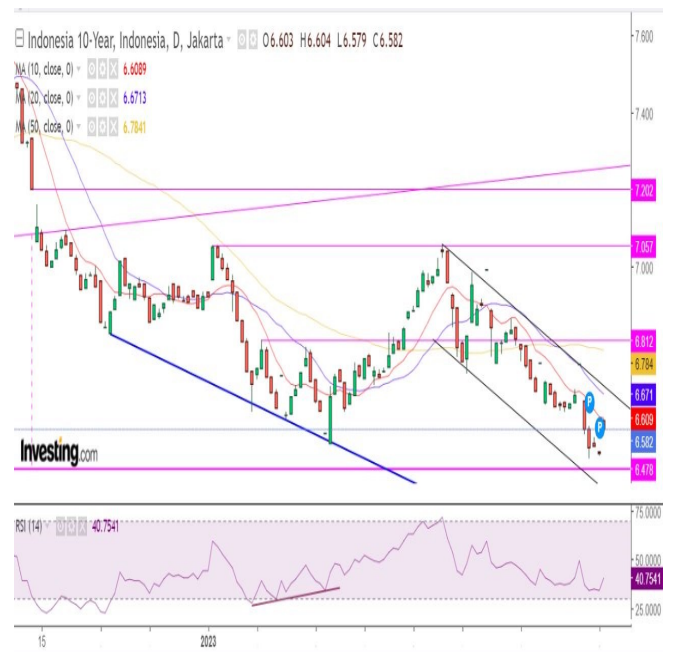 Indonesia 10-Year, Indonesia, D, Jakarta O6.603 H6.604 L6.579 C6.582
MA (10, close, 0) 6.6089
MA (20, close, 0) 6.6713
MA (50, close, 0) 6.7841
7.600
7.400
7.202
7.057
7.000
6.812
6.784
6.671
6.609
6.582
6.478
P
P
Investing.com
RSI (14) 40.7541
75.0000
50.0000
40.7541
25.0000
15
2023